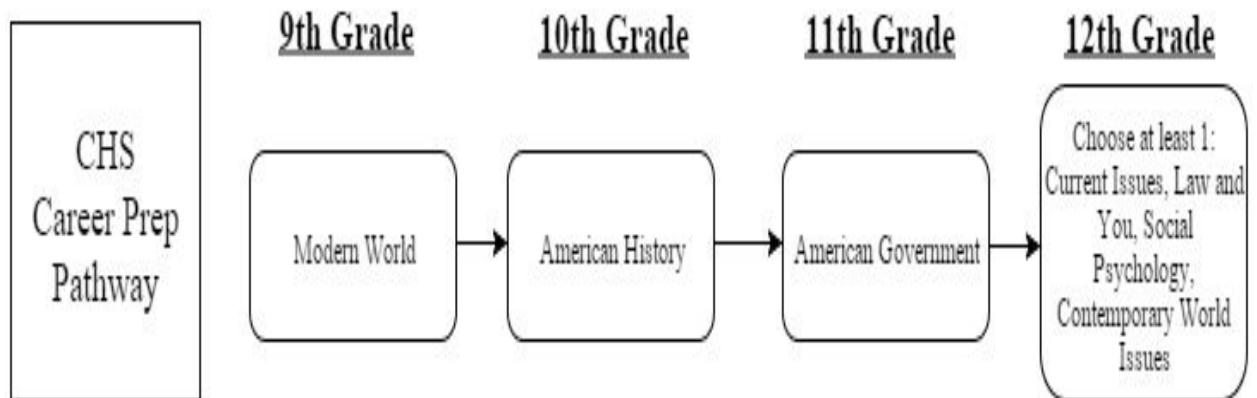 9th Grade
10th Grade
11th Grade
12th Grade
CHS
Career Prep
Pathway
Modern World
American History
American Government
Choose at least 1:
Current Issues, Law and
You, Social
Psychology,
Contemporary World
Issues